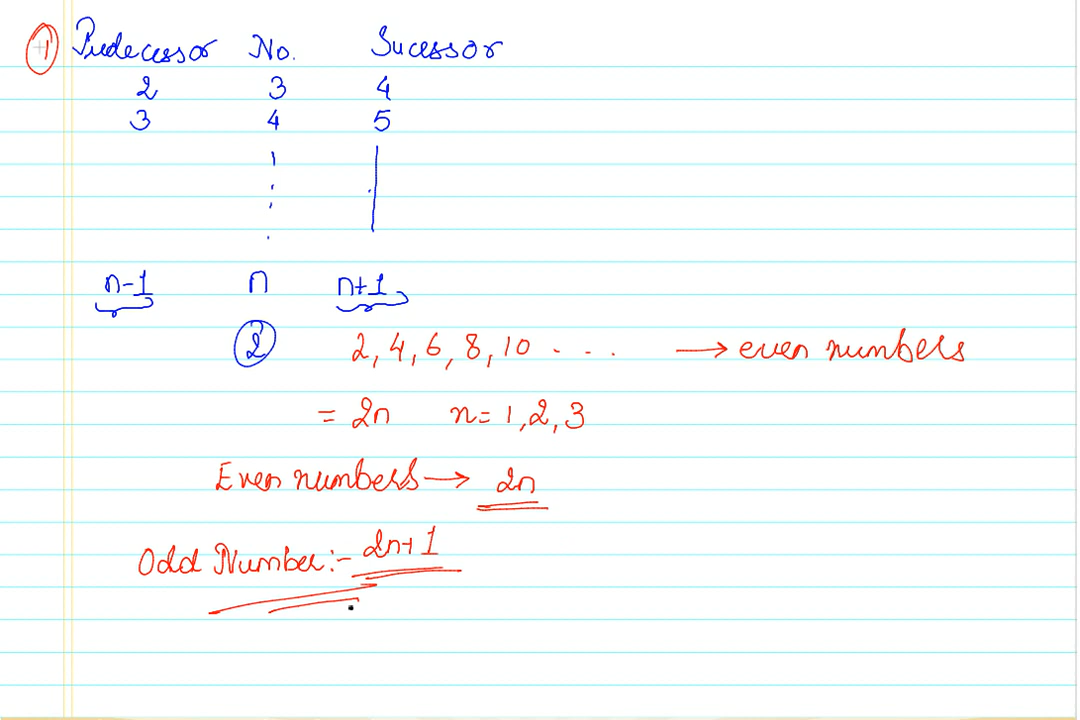 1 Predecessor No. Sucessor
2 3 4
3 4 5
n-1 n n+1
2 2, 4, 6, 8, 10 - - - . → even numbers
= 2n n= 1, 2, 3
Even numbers → 2n
Odd Number:- 2n+1